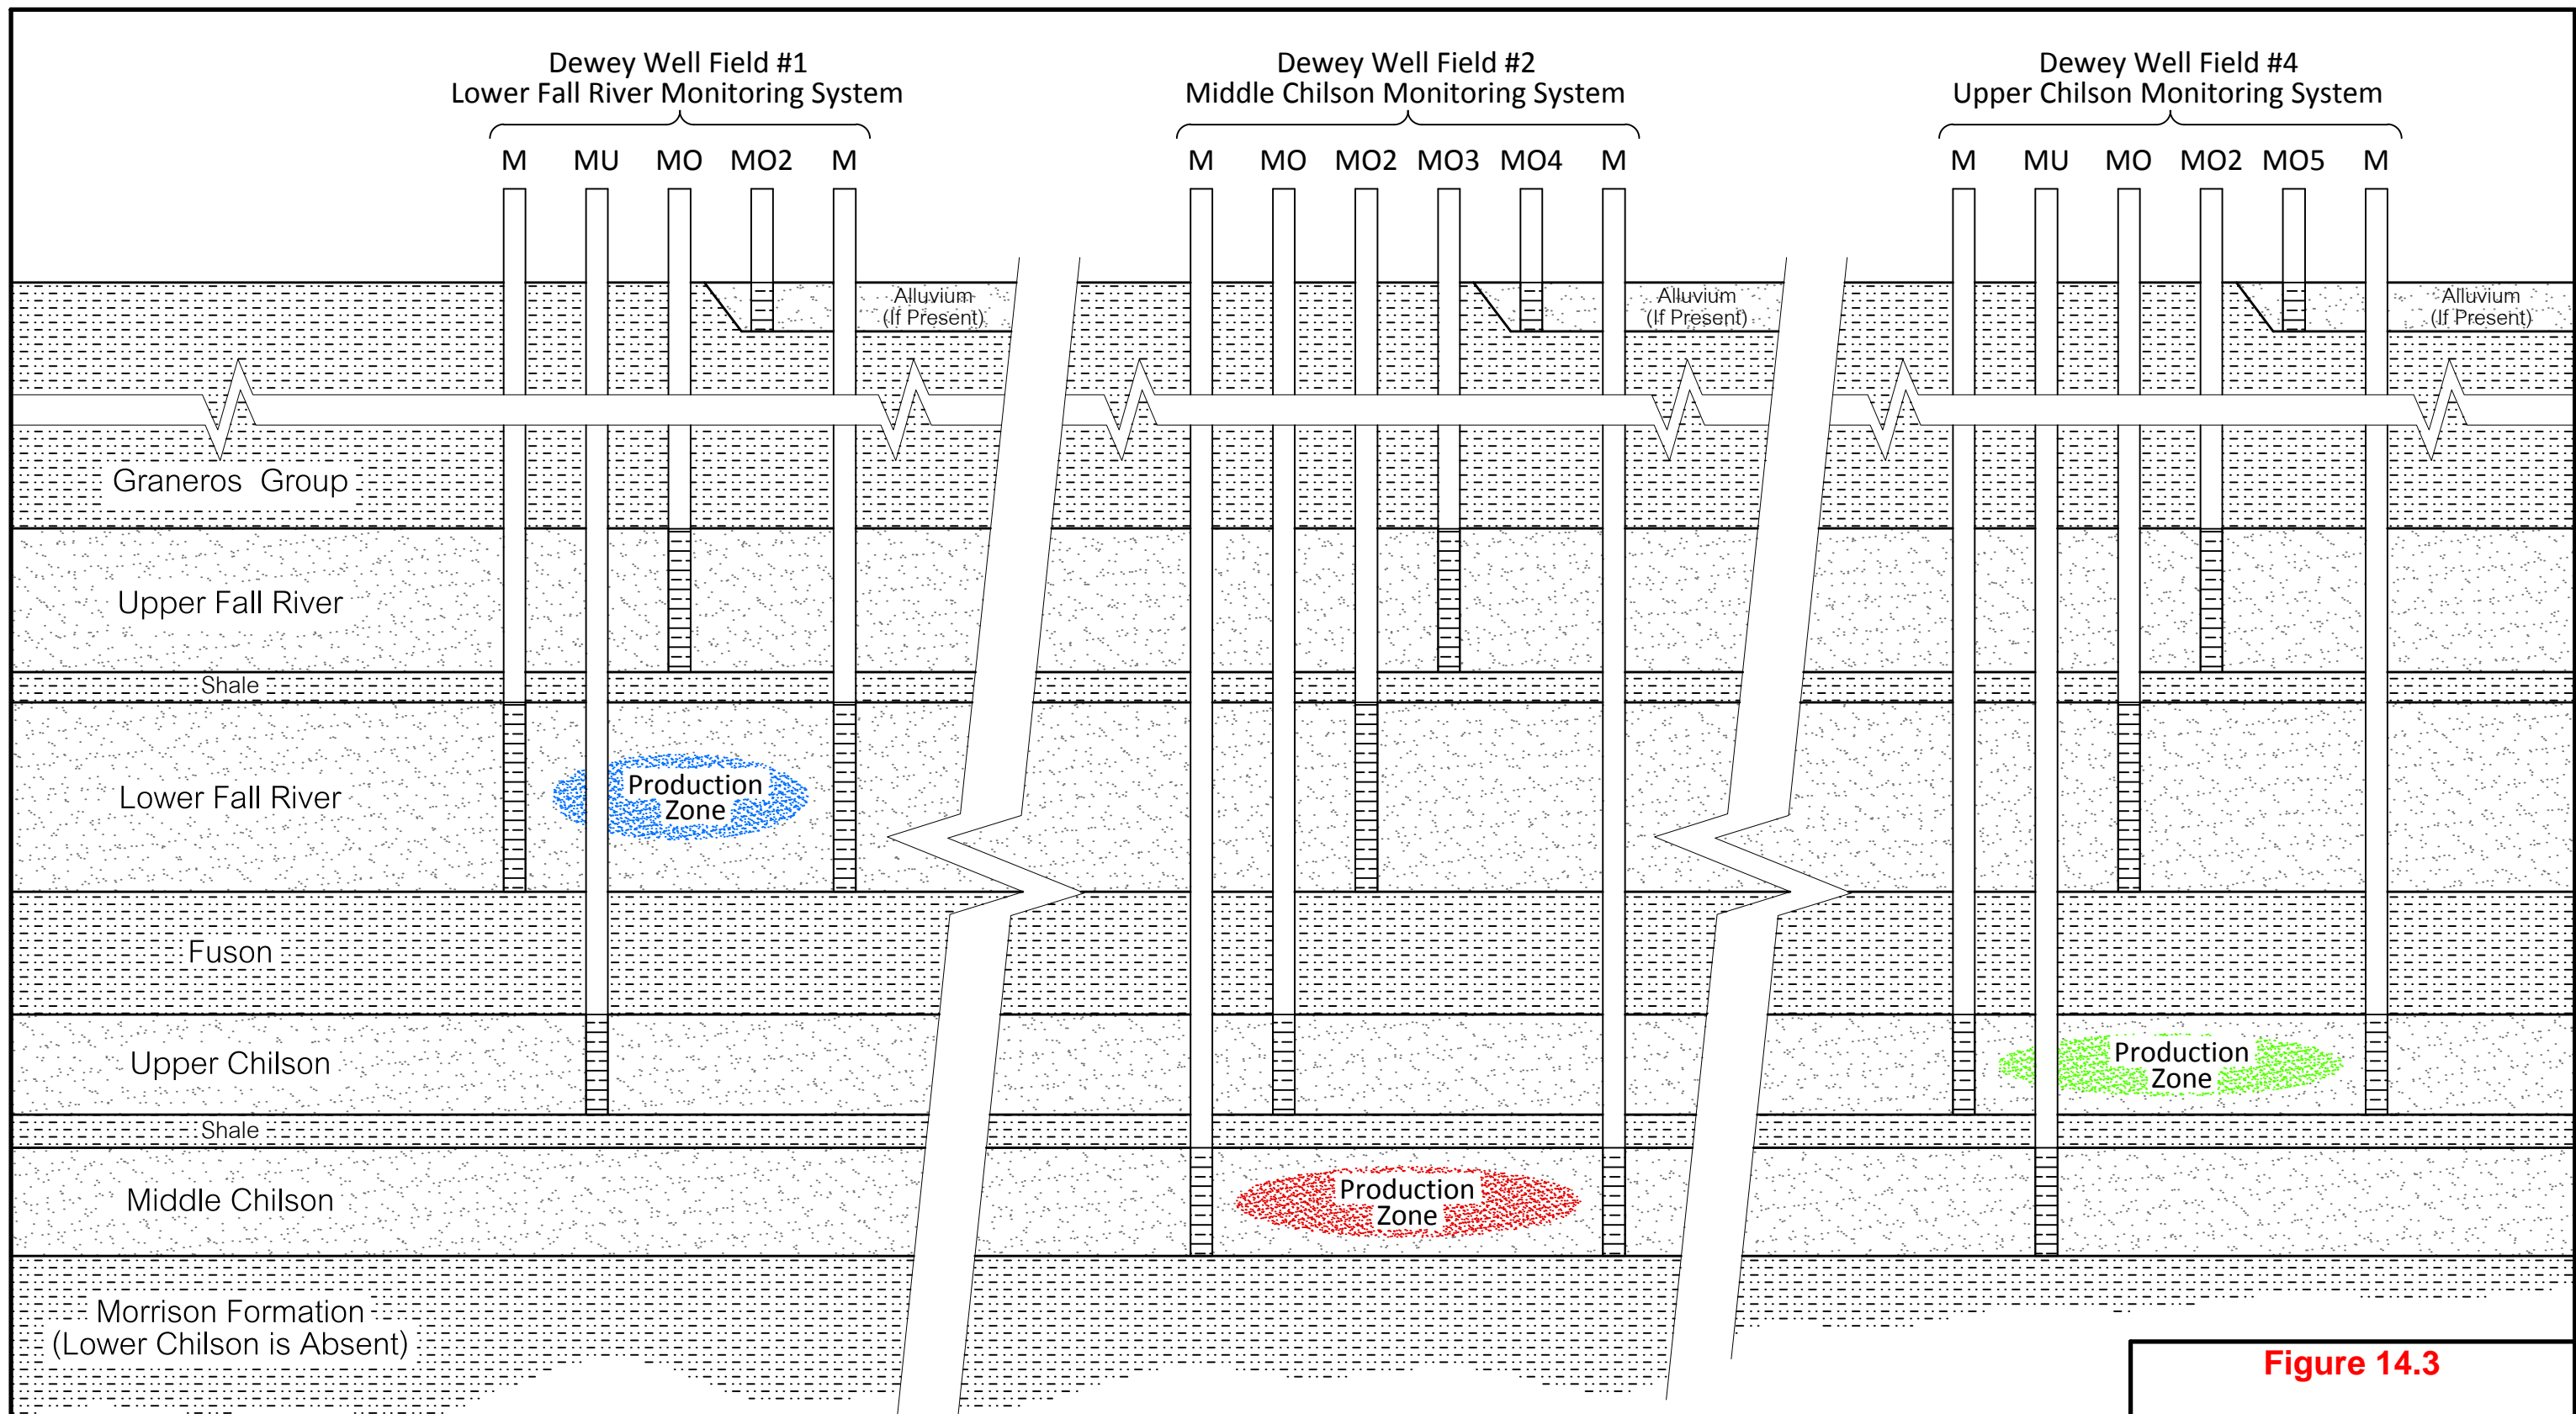 Dewey Well Field #1
Lower Fall River Monitoring System
Dewey Well Field #2
Middle Chilson Monitoring System
Dewey Well Field #4
Upper Chilson Monitoring System
M MU MO MO2 M
M MO MO2 MO3 MO4 M
M MU MO MO2 MO5 M
Alluvium
(If Present)
Alluvium
(If Present)
Alluvium
(If Present)
Graneros Group
Upper Fall River
Shale
Lower Fall River
Production
Zone
Fuson
Upper Chilson
Production
Zone
Shale
Middle Chilson
Production
Zone
Morrison Formation
(Lower Chilson is Absent)
Figure 14.3